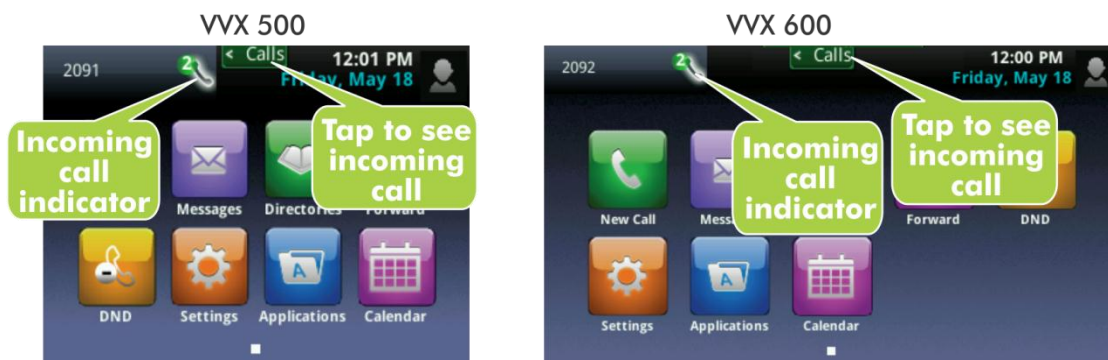 VVX 500
2091
2
< Calls
12:01 PM
Friday, May 18
Incoming
call
indicator
Tap to see
incoming
call
Messages
Directories
Forward
DND
Settings
Applications
Calendar
VVX 600
2092
2
< Calls
12:00 PM
Friday, May 18
Incoming
call
indicator
Tap to see
incoming
call
New Call
Forward
DND
Settings
Applications
Calendar